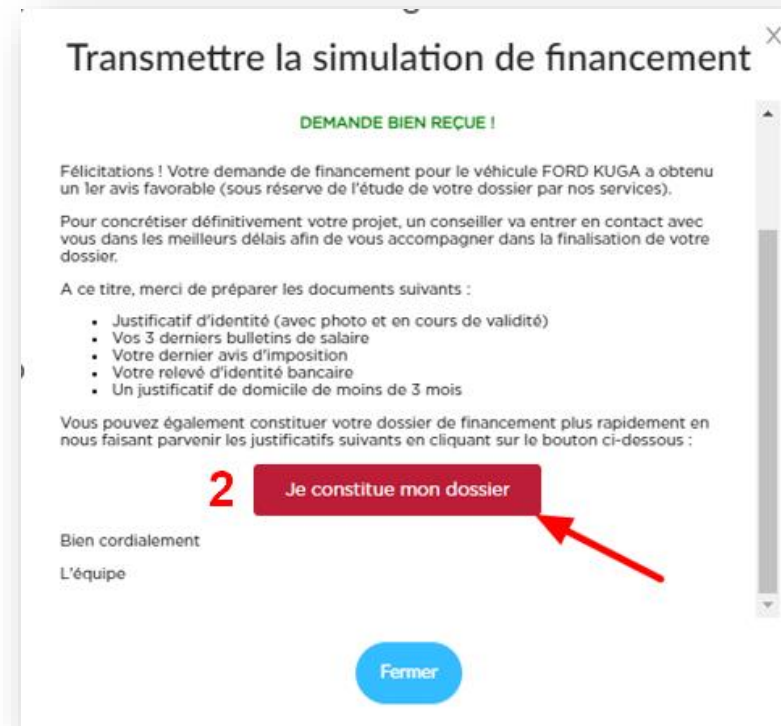 Transmettre la simulation de financement
DEMANDE BIEN REÇUE !
Félicitations ! Votre demande de financement pour le véhicule FORD KUGA a obtenu
un 1er avis favorable (sous réserve de l'étude de votre dossier par nos services).
Pour concrétiser définitivement votre projet, un conseiller va entrer en contact avec
vous dans les meilleurs délais afin de vous accompagner dans la finalisation de votre
dossier.
A ce titre, merci de préparer les documents suivants :
• Justificatif d'identité (avec photo et en cours de validité)
• Vos 3 derniers bulletins de salaire
• Votre dernier avis d'imposition
• Votre relevé d'identité bancaire
• Un justificatif de domicile de moins de 3 mois
Vous pouvez également constituer votre dossier de financement plus rapidement en
nous faisant parvenir les justificatifs suivants en cliquant sur le bouton ci-dessous :
2 Je constitue mon dossier
Bien cordialement
L'équipe
Fermer